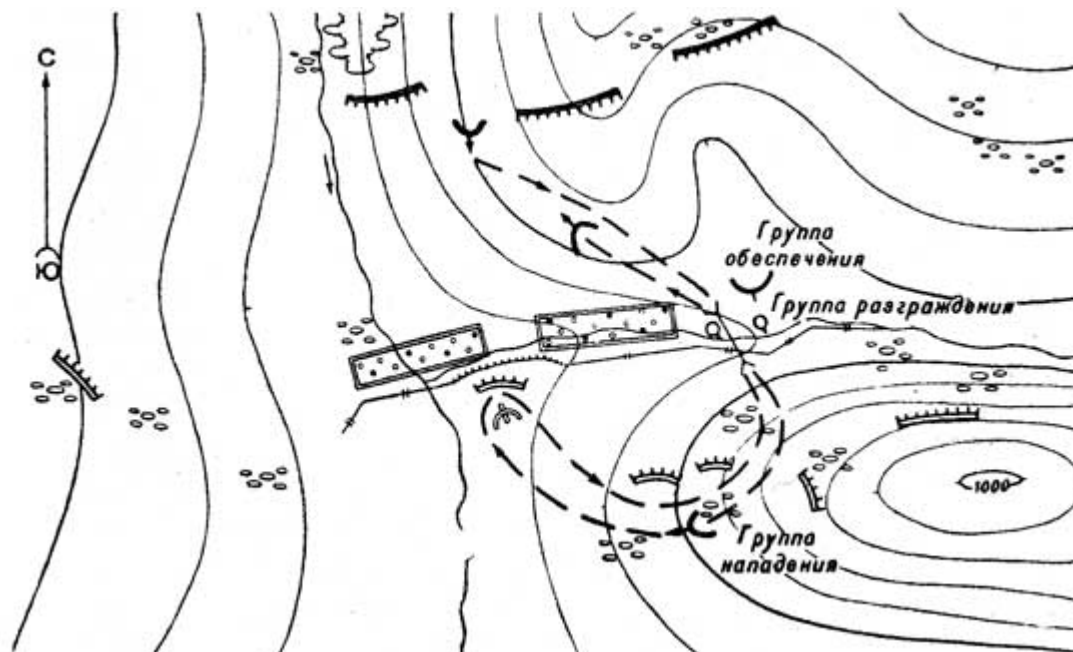 С
Ю
Группа
обеспечения
Группа разграждения
1000
Группа
нападения